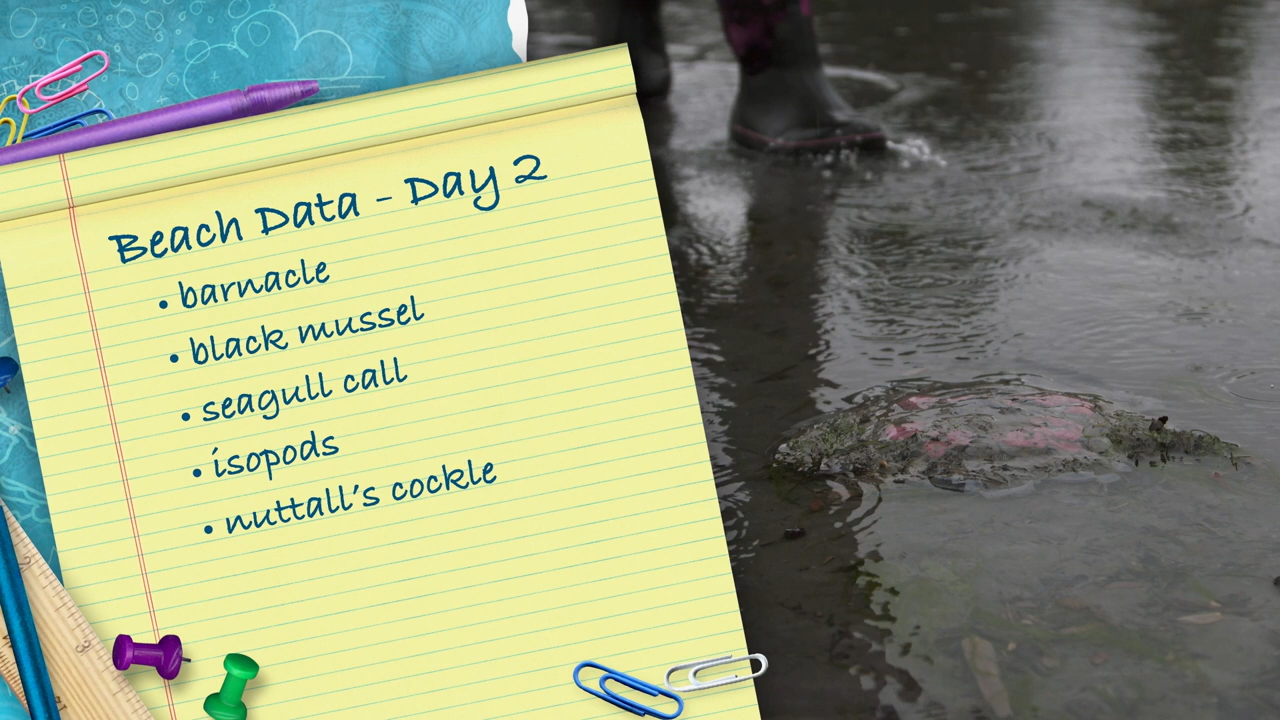 Beach Data - Day 2
• barnacle
• black mussel
• seagull call
• isopods
• nuttall's cockle